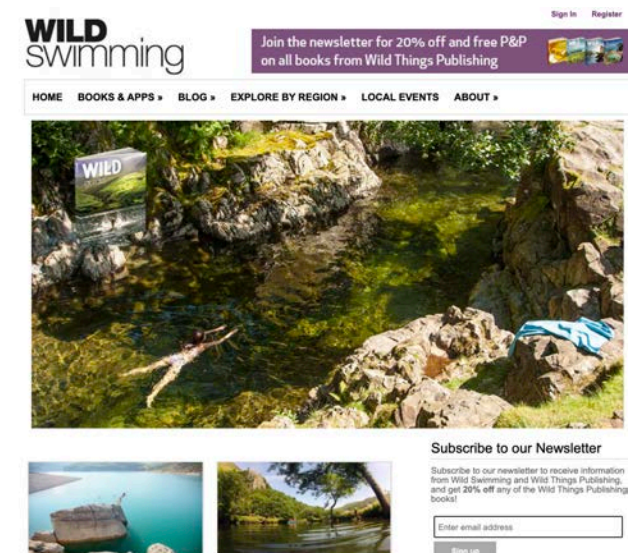 Sign In Register
WILD
swimming
Join the newsletter for 20% off and free P&P
on all books from Wild Things Publishing
HOME BOOKS & APPS » BLOG » EXPLORE BY REGION » LOCAL EVENTS ABOUT »
WILD
Subscribe to our Newsletter
Subscribe to our newsletter to receive information
from Wild Swimming and Wild Things Publishing,
and get 20% off any of the Wild Things Publishing
books!
Enter email address
Sign up